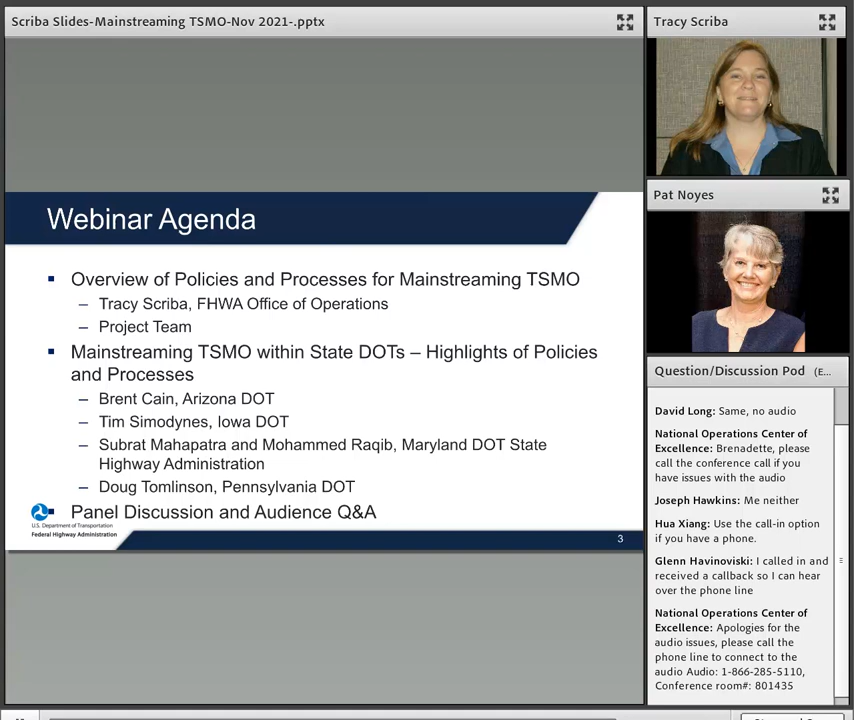 Scriba Slides-Mainstreaming TSMO-Nov 2021-.pptx
Webinar Agenda
Overview of Policies and Processes for Mainstreaming TSMO
– Tracy Scriba, FHWA Office of Operations
– Project Team
Mainstreaming TSMO within State DOTs – Highlights of Policies
and Processes
– Brent Cain, Arizona DOT
– Tim Simodynes, Iowa DOT
– Subrat Mahapatra and Mohammed Raqib, Maryland DOT State
Highway Administration
– Doug Tomlinson, Pennsylvania DOT
Panel Discussion and Audience Q&A
U.S. Department of Transportation
Federal Highway Administration
3
Tracy Scriba
Pat Noyes
Question/Discussion Pod (E...
David Long: Same, no audio
National Operations Center of
Excellence: Brenadette, please
call the conference call if you
have issues with the audio
Joseph Hawkins: Me neither
Hua Xiang: Use the call-in option
if you have a phone.
Glenn Havinoviski: I called in and
received a callback so I can hear
over the phone line
National Operations Center of
Excellence: Apologies for the
audio issues, please call the
phone line to connect to the
audio Audio: 1-866-285-5110,
Conference room#: 801435